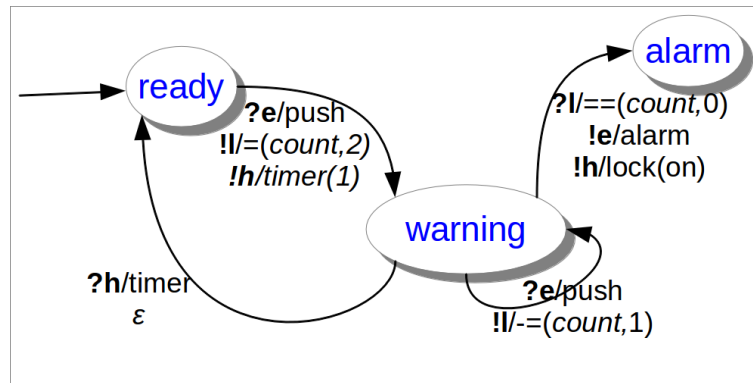 alarm
ready
?e/push
!l/=(count,2)
!h/timer(1)
?l/==(count,0)
!e/alarm
!h/lock(on)
warning
?h/timer
ε
?e/push
!l/-=(count,1)